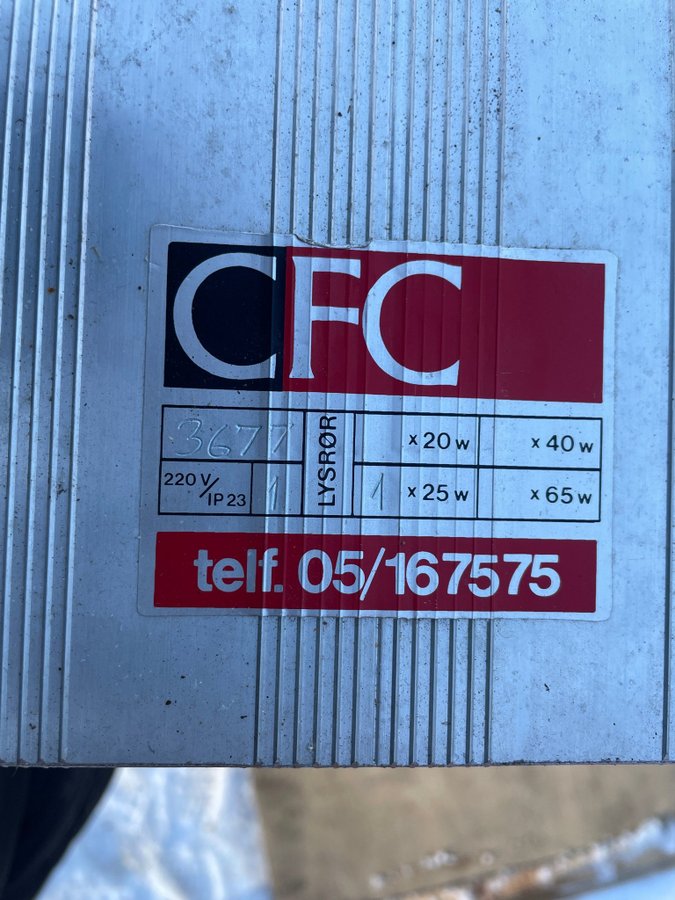 CFC
3677 LYSRØR x 20 w x 40 w
220 V/IP 23 1 1 x 25 w x 65 w
telf. 05/167575